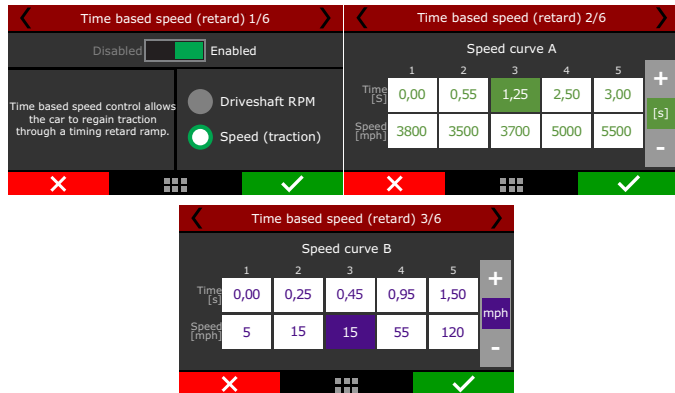 Time based speed (retard) 1/6
Disabled Enabled
Time based speed control allows
the car to regain traction
through a timing retard ramp.
Driveshaft RPM
Speed (traction)
Time based speed (retard) 2/6
Speed curve A
1 2 3 4 5
Time
[S]
0,00 0,55 1,25 2,50 3,00
Speed
[mph]
3800 3500 3700 5000 5500
+
[s]
-
Time based speed (retard) 3/6
Speed curve B
1 2 3 4 5
Time
[s]
0,00 0,25 0,45 0,95 1,50
Speed
[mph]
5 15 15 55 120
+
mph
-